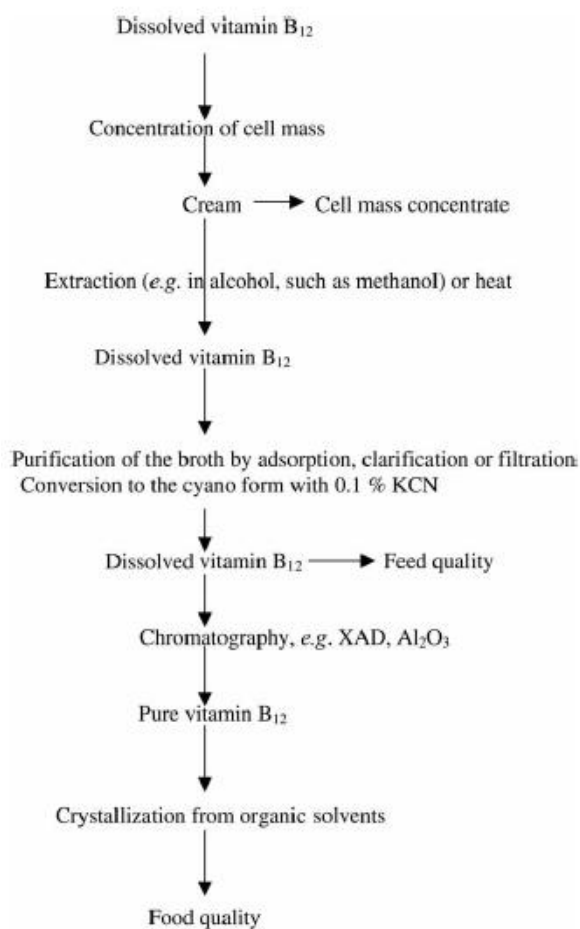 Dissolved vitamin B₁₂
Concentration of cell mass
Cream
Cell mass concentrate
Extraction (e.g. in alcohol, such as methanol) or heat
Dissolved vitamin B₁₂
Purification of the broth by adsorption, clarification or filtration;
Conversion to the cyano form with 0.1 % KCN
Dissolved vitamin B₁₂
Feed quality
Chromatography, e.g. XAD, Al₂O₃
Pure vitamin B₁₂
Crystallization from organic solvents
Food quality